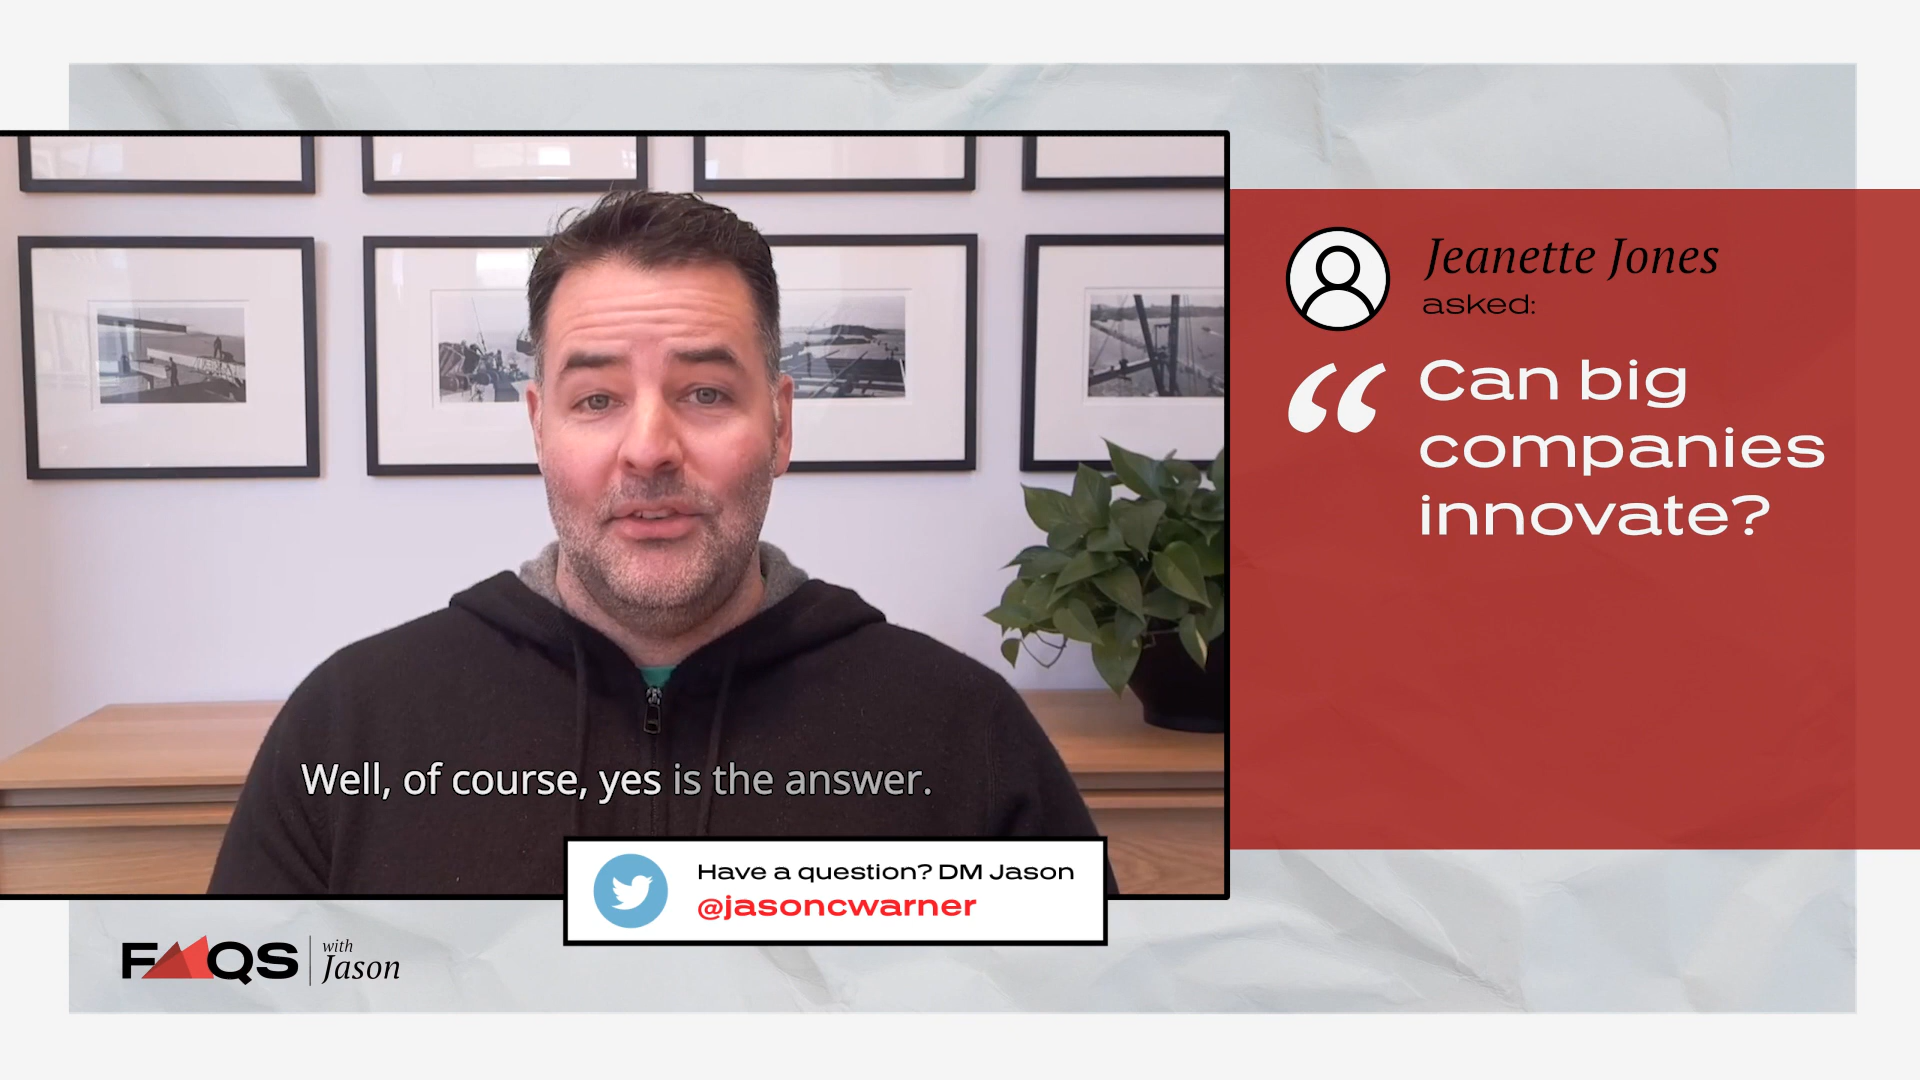 Jeanette Jones
asked:
“ Can big
companies
innovate?
Well, of course, yes is the answer.
Have a question? DM Jason
@jasoncwarner
FAQS with
Jason